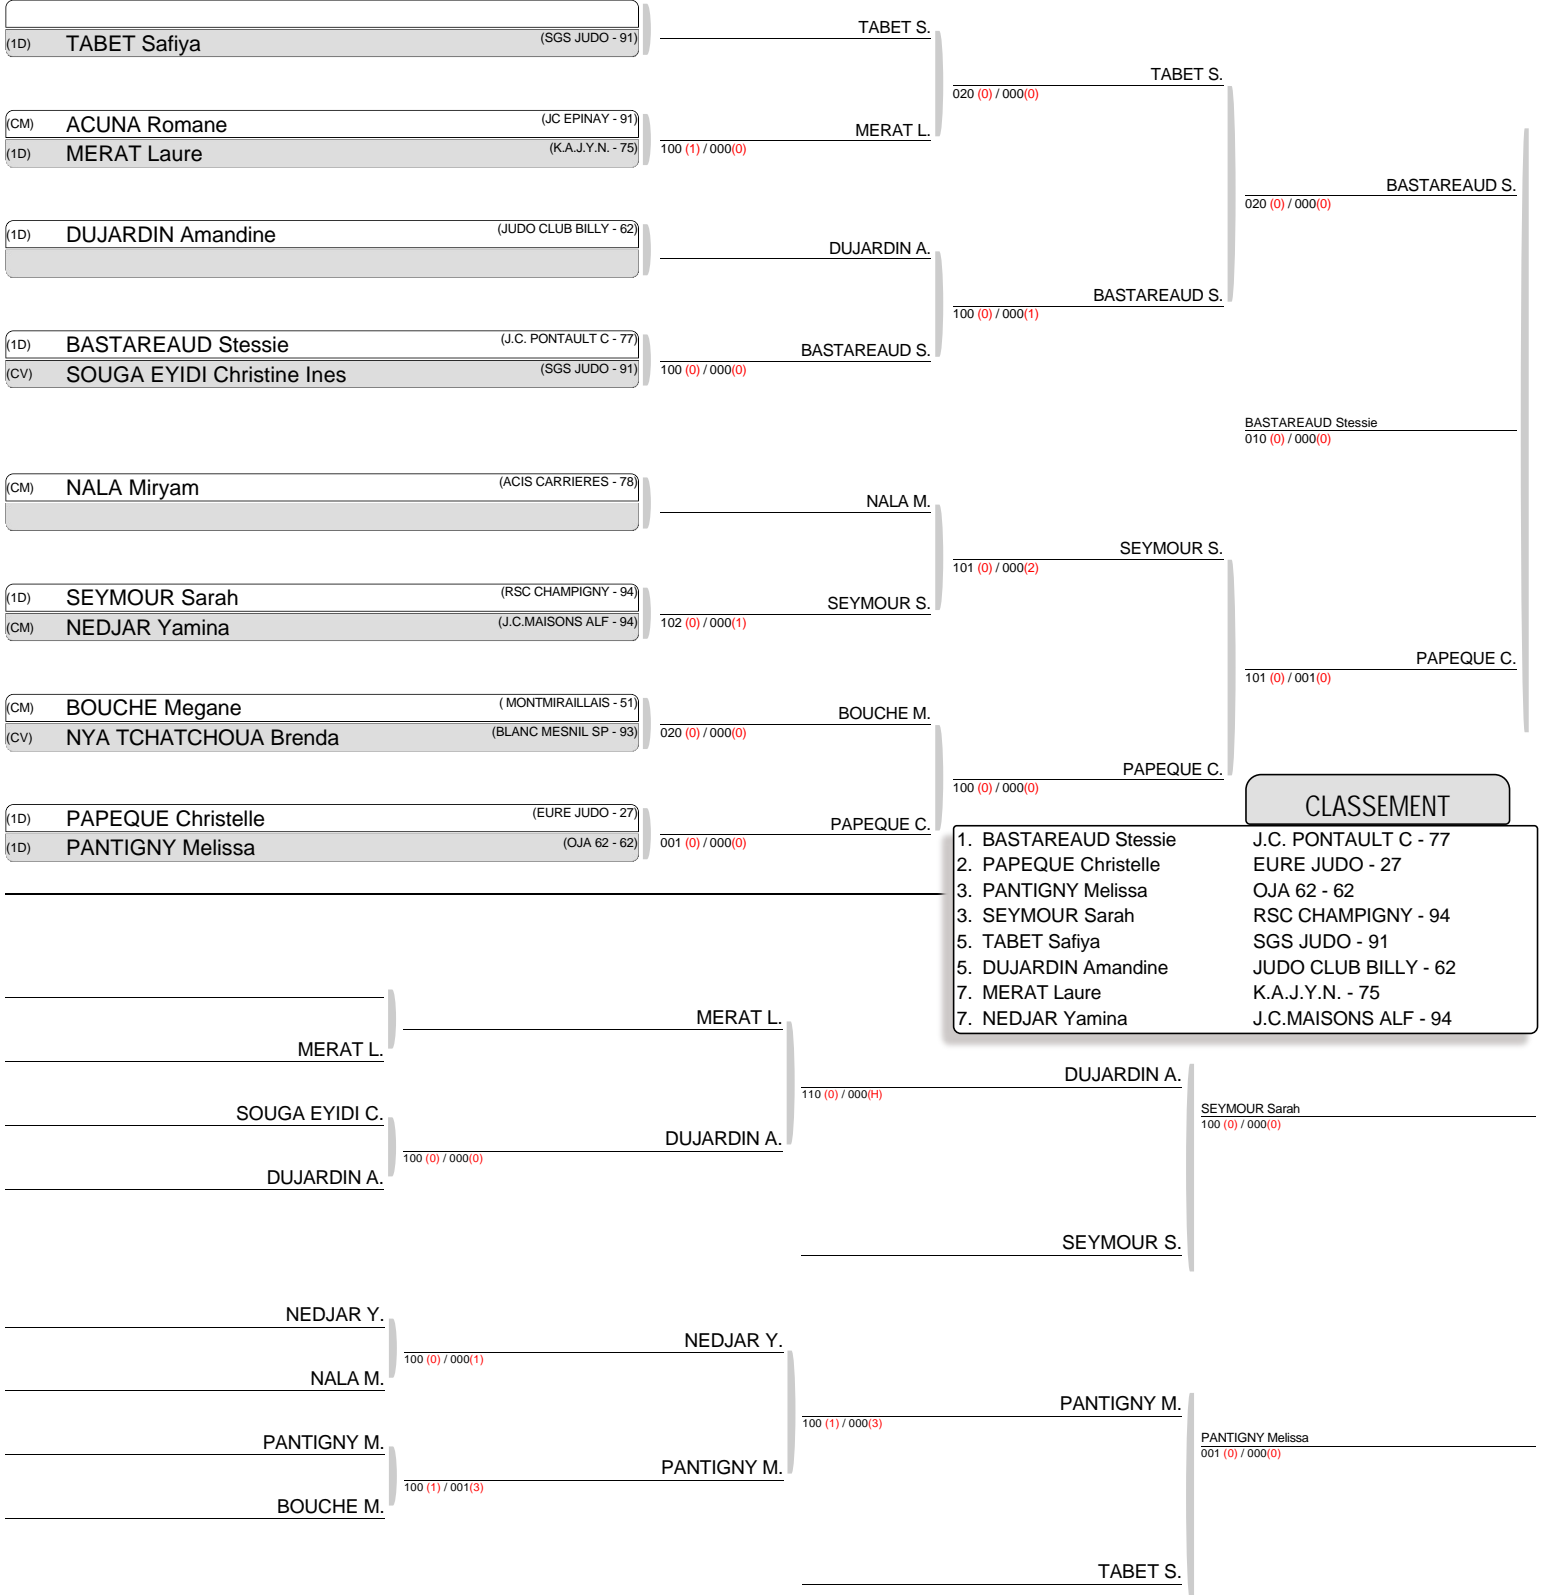 (1D) TABET Safiya (SGS JUDO - 91)
(CM) ACUNA Romane (JC EPINAY - 91)
(1D) MERAT Laure (K.A.J.Y.N. - 75)
(1D) DUJARDIN Amandine (JUDO CLUB BILLY - 62)
(1D) BASTAREAUD Stessie (J.C. PONTAULT C - 77)
(CV) SOUGA EYIDI Christine Ines (SGS JUDO - 91)
(CM) NALA Miryam (ACIS CARRIERES - 78)
(1D) SEYMOUR Sarah (RSC CHAMPIGNY - 94)
(CM) NEDJAR Yamina (J.C.MAISONS ALF - 94)
(CM) BOUCHE Megane ( MONTMIRAILLAIS - 51)
(CV) NYA TCHATCHOUA Brenda (BLANC MESNIL SP - 93)
(1D) PAPEQUE Christelle (EURE JUDO - 27)
(1D) PANTIGNY Melissa (OJA 62 - 62)
TABET S.
MERAT L.
100 (1) / 000(0)
DUJARDIN A.
BASTAREAUD S.
100 (0) / 000(0)
NALA M.
SEYMOUR S.
102 (0) / 000(1)
BOUCHE M.
020 (0) / 000(0)
PAPEQUE C.
001 (0) / 000(0)
TABET S.
020 (0) / 000(0)
BASTAREAUD S.
100 (0) / 000(1)
SEYMOUR S.
101 (0) / 000(2)
PAPEQUE C.
100 (0) / 000(0)
BASTAREAUD S.
020 (0) / 000(0)
BASTAREAUD Stessie
010 (0) / 000(0)
PAPEQUE C.
101 (0) / 001(0)
CLASSEMENT
1. BASTAREAUD Stessie J.C. PONTAULT C - 77
2. PAPEQUE Christelle EURE JUDO - 27
3. PANTIGNY Melissa OJA 62 - 62
3. SEYMOUR Sarah RSC CHAMPIGNY - 94
5. TABET Safiya SGS JUDO - 91
5. DUJARDIN Amandine JUDO CLUB BILLY - 62
7. MERAT Laure K.A.J.Y.N. - 75
7. NEDJAR Yamina J.C.MAISONS ALF - 94
MERAT L.
SOUGA EYIDI C.
DUJARDIN A.
MERAT L.
DUJARDIN A.
100 (0) / 000(0)
DUJARDIN A.
110 (0) / 000(H)
SEYMOUR S.
SEYMOUR Sarah
100 (0) / 000(0)
NEDJAR Y.
NALA M.
PANTIGNY M.
BOUCHE M.
NEDJAR Y.
100 (0) / 000(1)
PANTIGNY M.
100 (1) / 001(3)
PANTIGNY M.
100 (1) / 000(3)
TABET S.
PANTIGNY Melissa
001 (0) / 000(0)